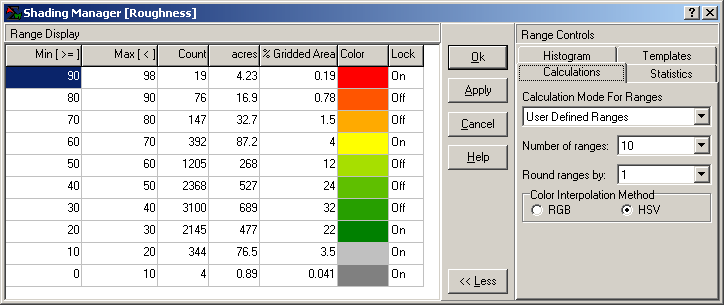 Shading Manager [Roughness]
Range Display
Min [ >= ] Max [ < ] Count acres % Gridded Area Color Lock
90 98 19 4.23 0.19 On
80 90 76 16.9 0.78 Off
70 80 147 32.7 1.5 Off
60 70 392 87.2 4 On
50 60 1205 268 12 Off
40 50 2368 527 24 Off
30 40 3100 689 32 Off
20 30 2145 477 22 On
10 20 344 76.5 3.5 On
0 10 4 0.89 0.041 On
Ok
Apply
Cancel
Help
<< Less
Range Controls
Histogram Templates
Calculations Statistics
Calculation Mode For Ranges
User Defined Ranges
Number of ranges: 10
Round ranges by: 1
Color Interpolation Method
RGB HSV